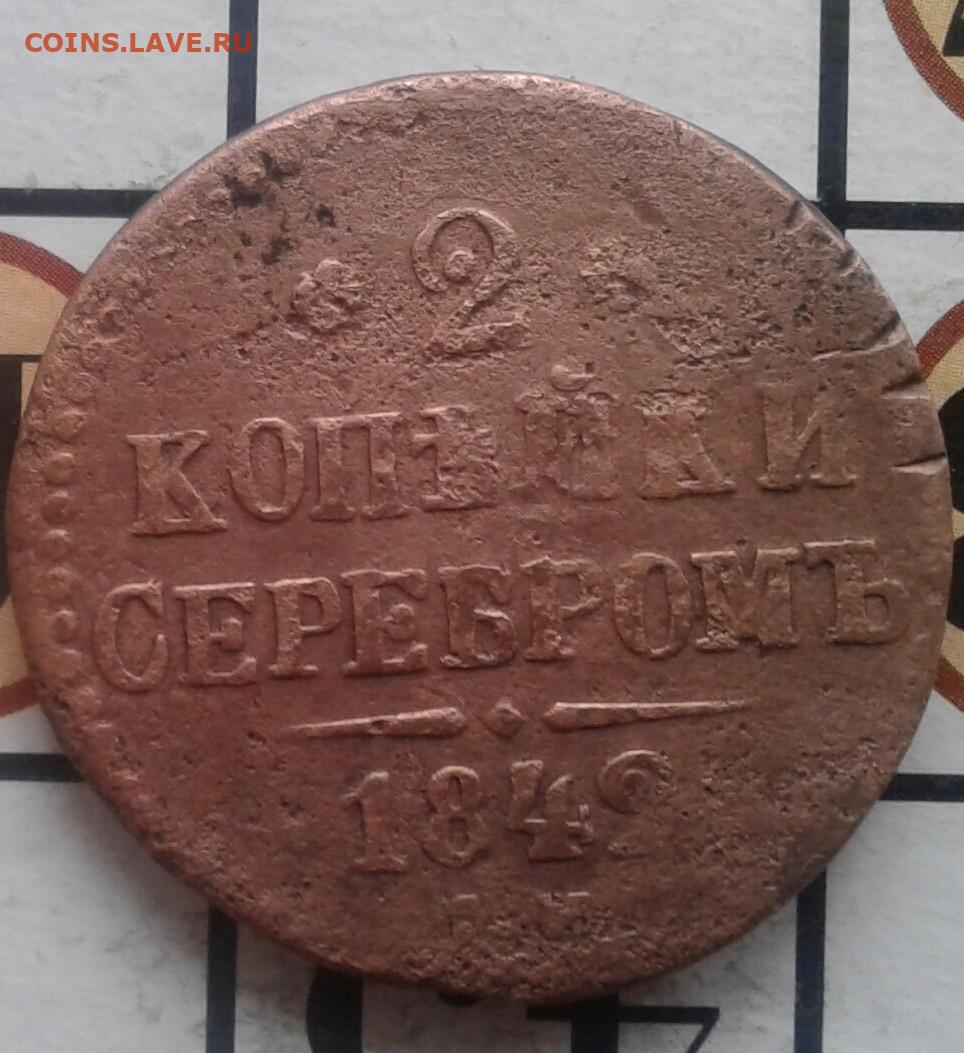 COINS.LAVE.RU
2
КОПѢЙКИ
СЕРЕБРОМЪ
1842